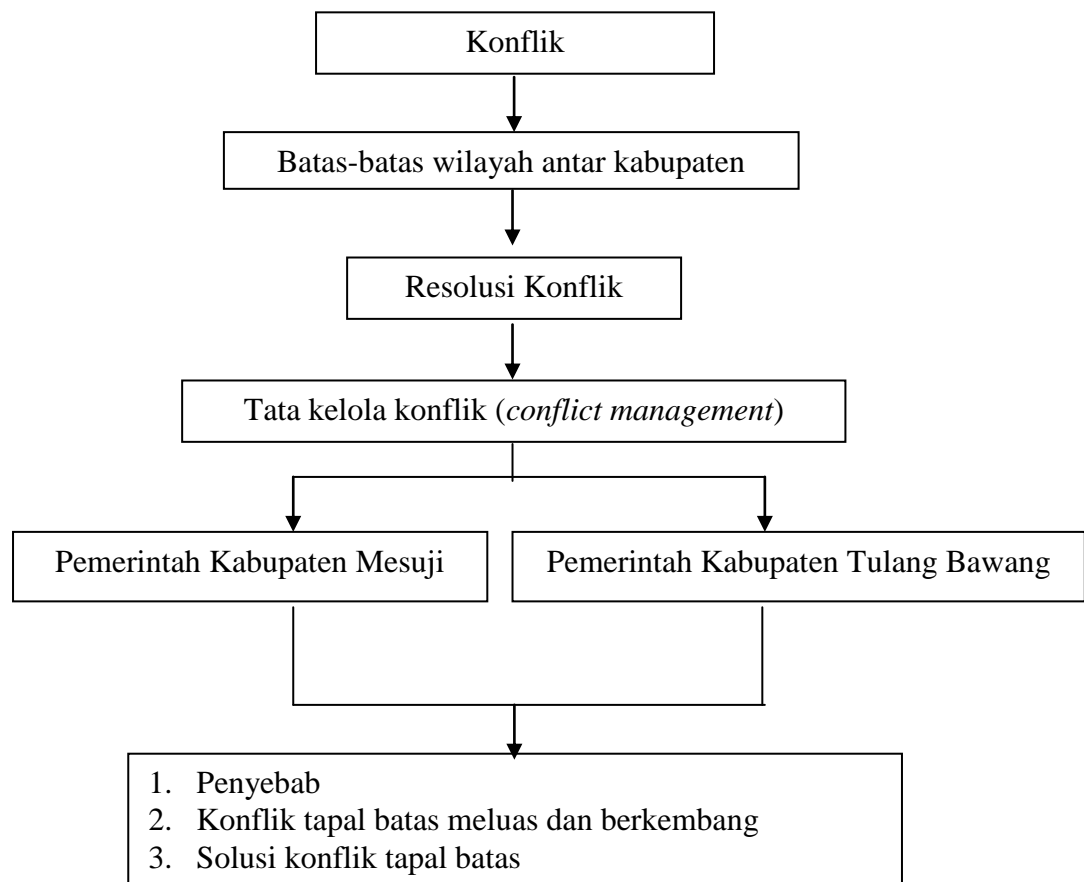 Konflik
Batas-batas wilayah antar kabupaten
Resolusi Konflik
Tata kelola konflik (conflict management)
Pemerintah Kabupaten Mesuji
Pemerintah Kabupaten Tulang Bawang
1. Penyebab
2. Konflik tapal batas meluas dan berkembang
3. Solusi konflik tapal batas